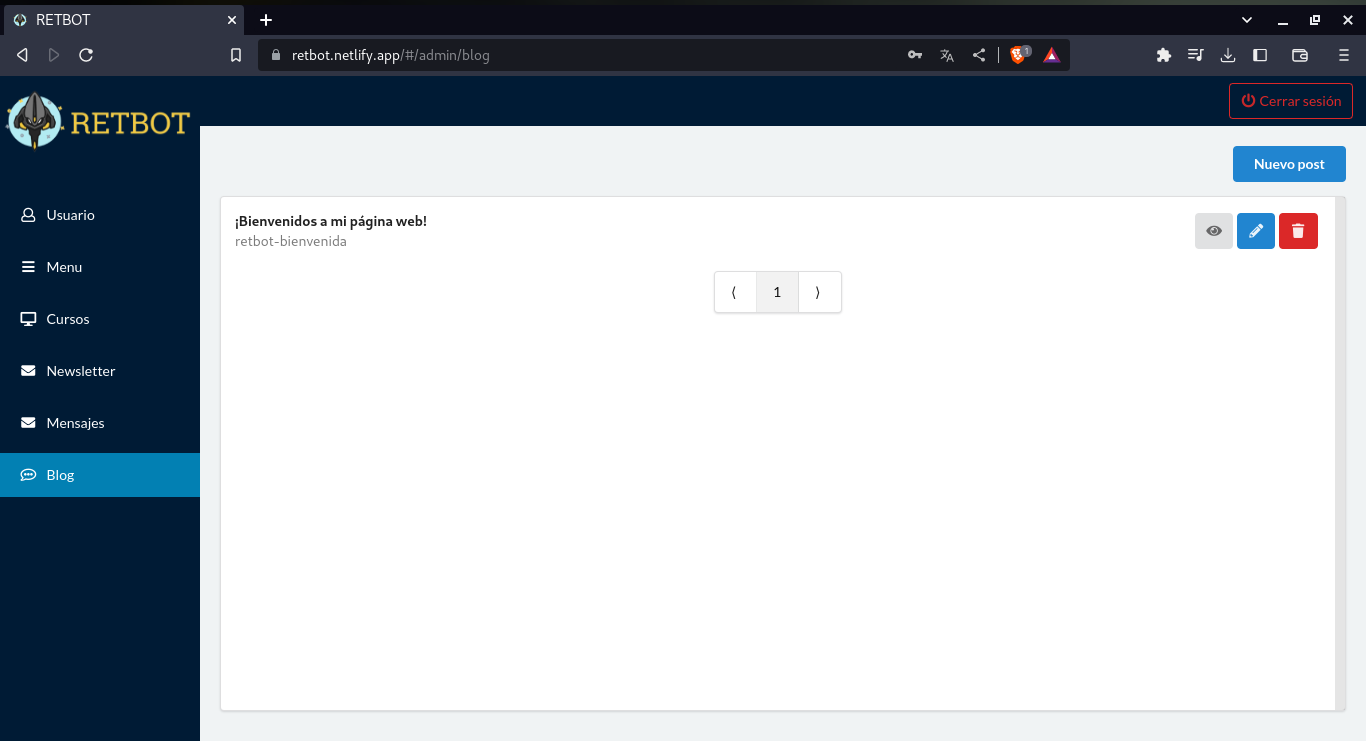 RETBOT
retbot.netlify.app/#/admin/blog
1
RETBOT
Cerrar sesión
Usuario
Menu
Cursos
Newsletter
Mensajes
Blog
Nuevo post
¡Bienvenidos a mi página web!
retbot-bienvenida
⟨ 1 ⟩